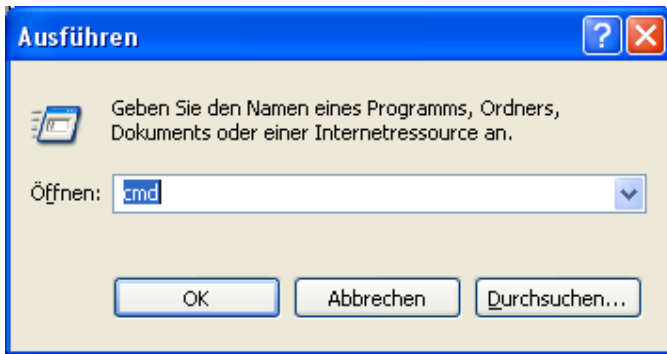 Ausführen
Geben Sie den Namen eines Programms, Ordners,
Dokuments oder einer Internetressource an.
Öffnen: cmd
OK Abbrechen Durchsuchen...